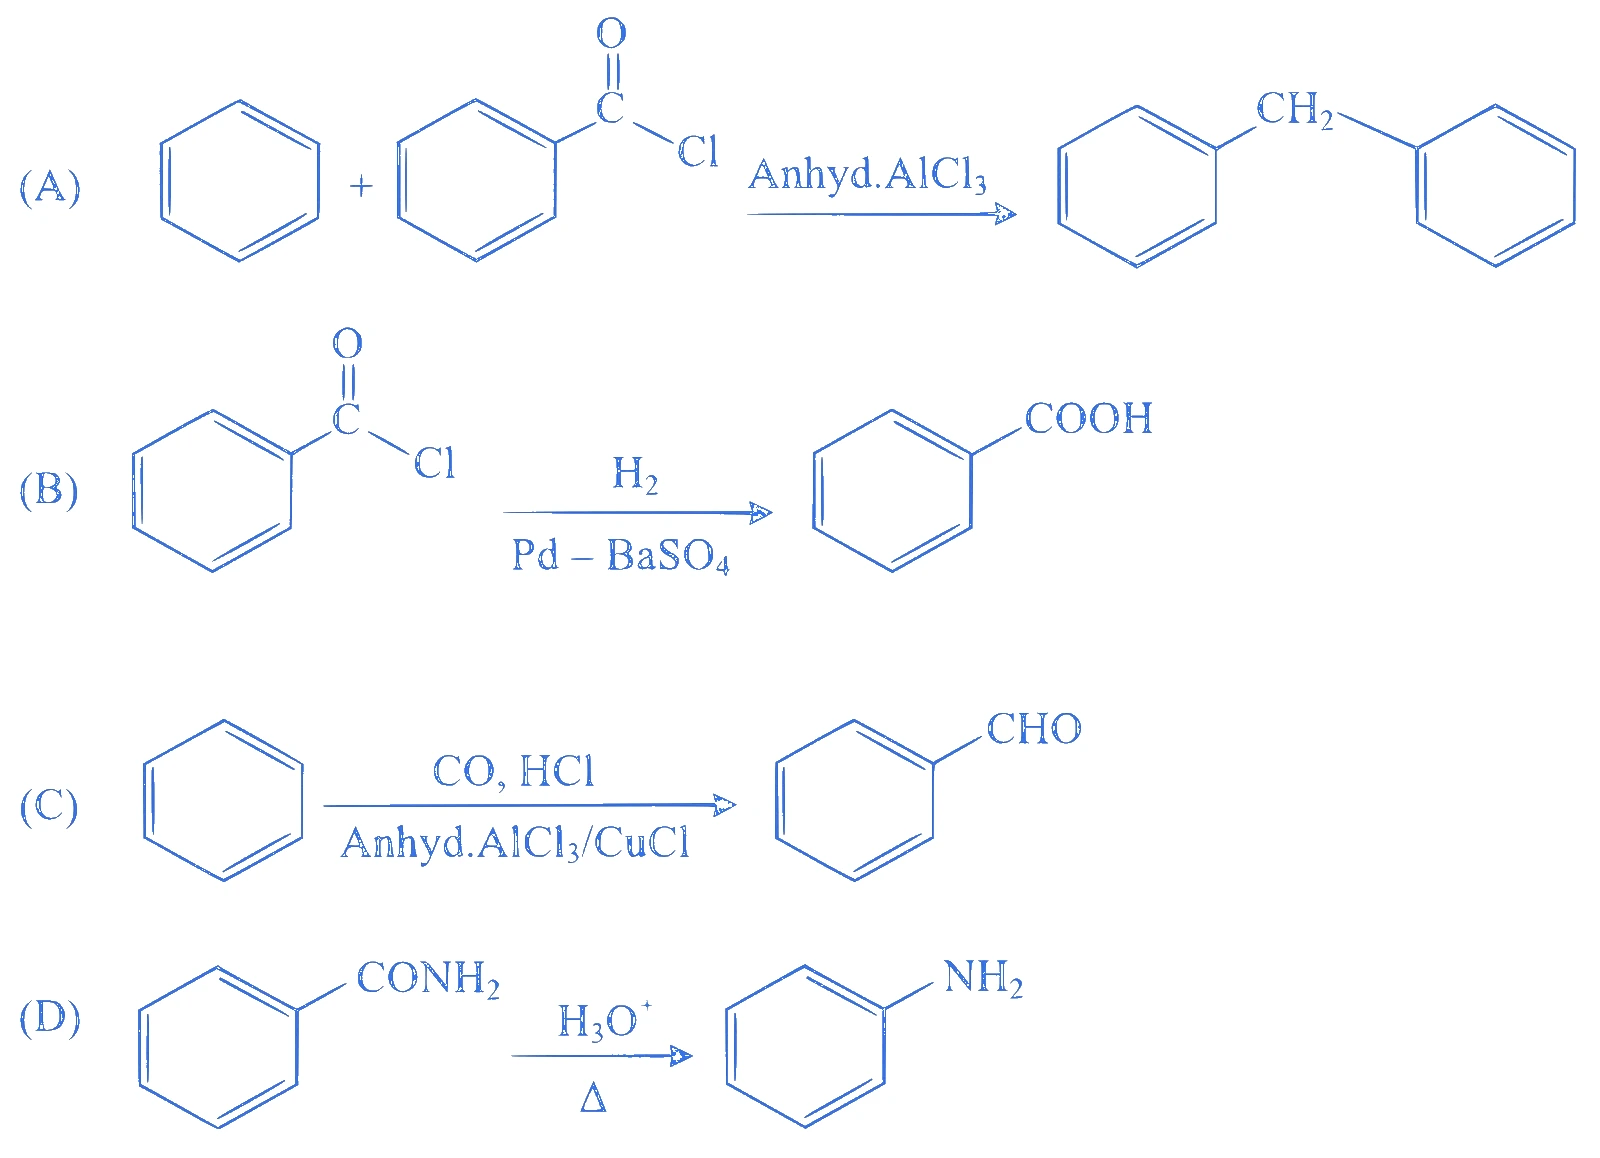 O
C
Cl
CH₂
(A)
+
Anhyd.AlCl₃
O
C
Cl
COOH
(B)
H₂
Pd – BaSO₄
CHO
(C)
CO, HCl
Anhyd.AlCl₃/CuCl
CONH₂
NH₂
(D)
H₃O⁺
Δ